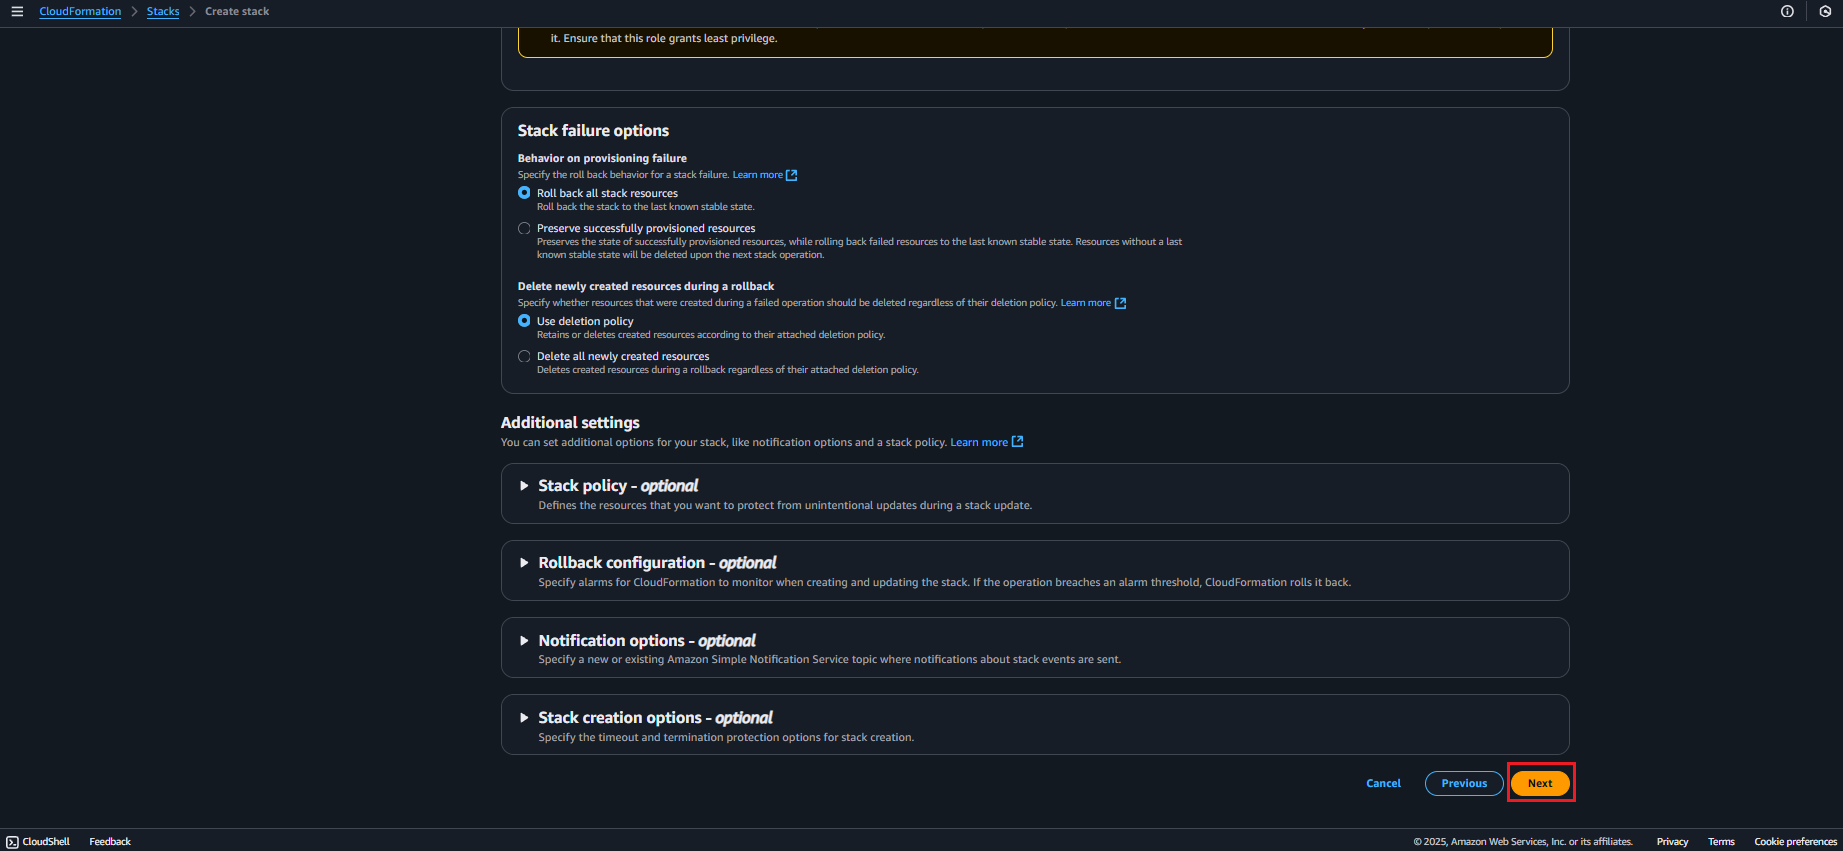 CloudFormation > Stacks > Create stack
it. Ensure that this role grants least privilege.
Stack failure options
Behavior on provisioning failure
Specify the roll back behavior for a stack failure. Learn more
Roll back all stack resources
Roll back the stack to the last known stable state.
Preserve successfully provisioned resources
Preserves the state of successfully provisioned resources, while rolling back failed resources to the last known stable state. Resources without a last
known stable state will be deleted upon the next stack operation.
Delete newly created resources during a rollback
Specify whether resources that were created during a failed operation should be deleted regardless of their deletion policy. Learn more
Use deletion policy
Retains or deletes created resources according to their attached deletion policy.
Delete all newly created resources
Deletes created resources during a rollback regardless of their attached deletion policy.
Additional settings
You can set additional options for your stack, like notification options and a stack policy. Learn more
Stack policy - optional
Defines the resources that you want to protect from unintentional updates during a stack update.
Rollback configuration - optional
Specify alarms for CloudFormation to monitor when creating and updating the stack. If the operation breaches an alarm threshold, CloudFormation rolls it back.
Notification options - optional
Specify a new or existing Amazon Simple Notification Service topic where notifications about stack events are sent.
Stack creation options - optional
Specify the timeout and termination protection options for stack creation.
Cancel Previous Next
CloudShell Feedback © 2025, Amazon Web Services, Inc. or its affiliates. Privacy Terms Cookie preferences